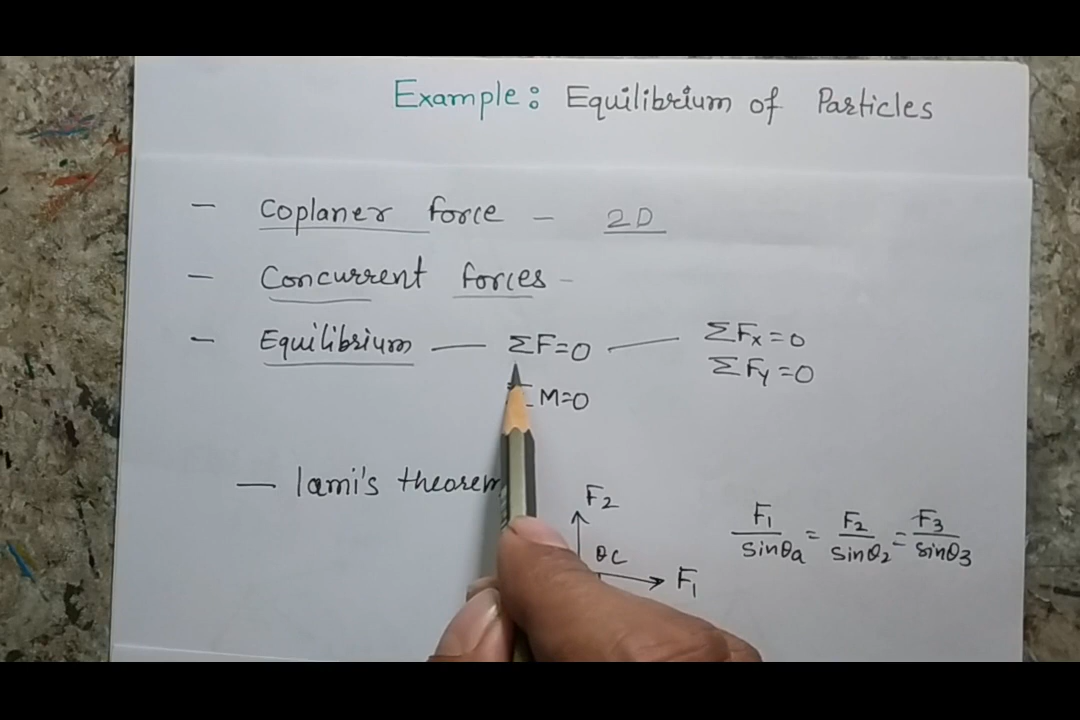 Example: Equilibrium of Particles
- Coplaner force - 2D
- Concurrent forces -
- Equilibrium — ΣF=0 — ΣFx=0
ΣFy=0
M=0
- lami's theorem
F2
θC
F1
F1/sinθa = F2/sinθ2 = F3/sinθ3